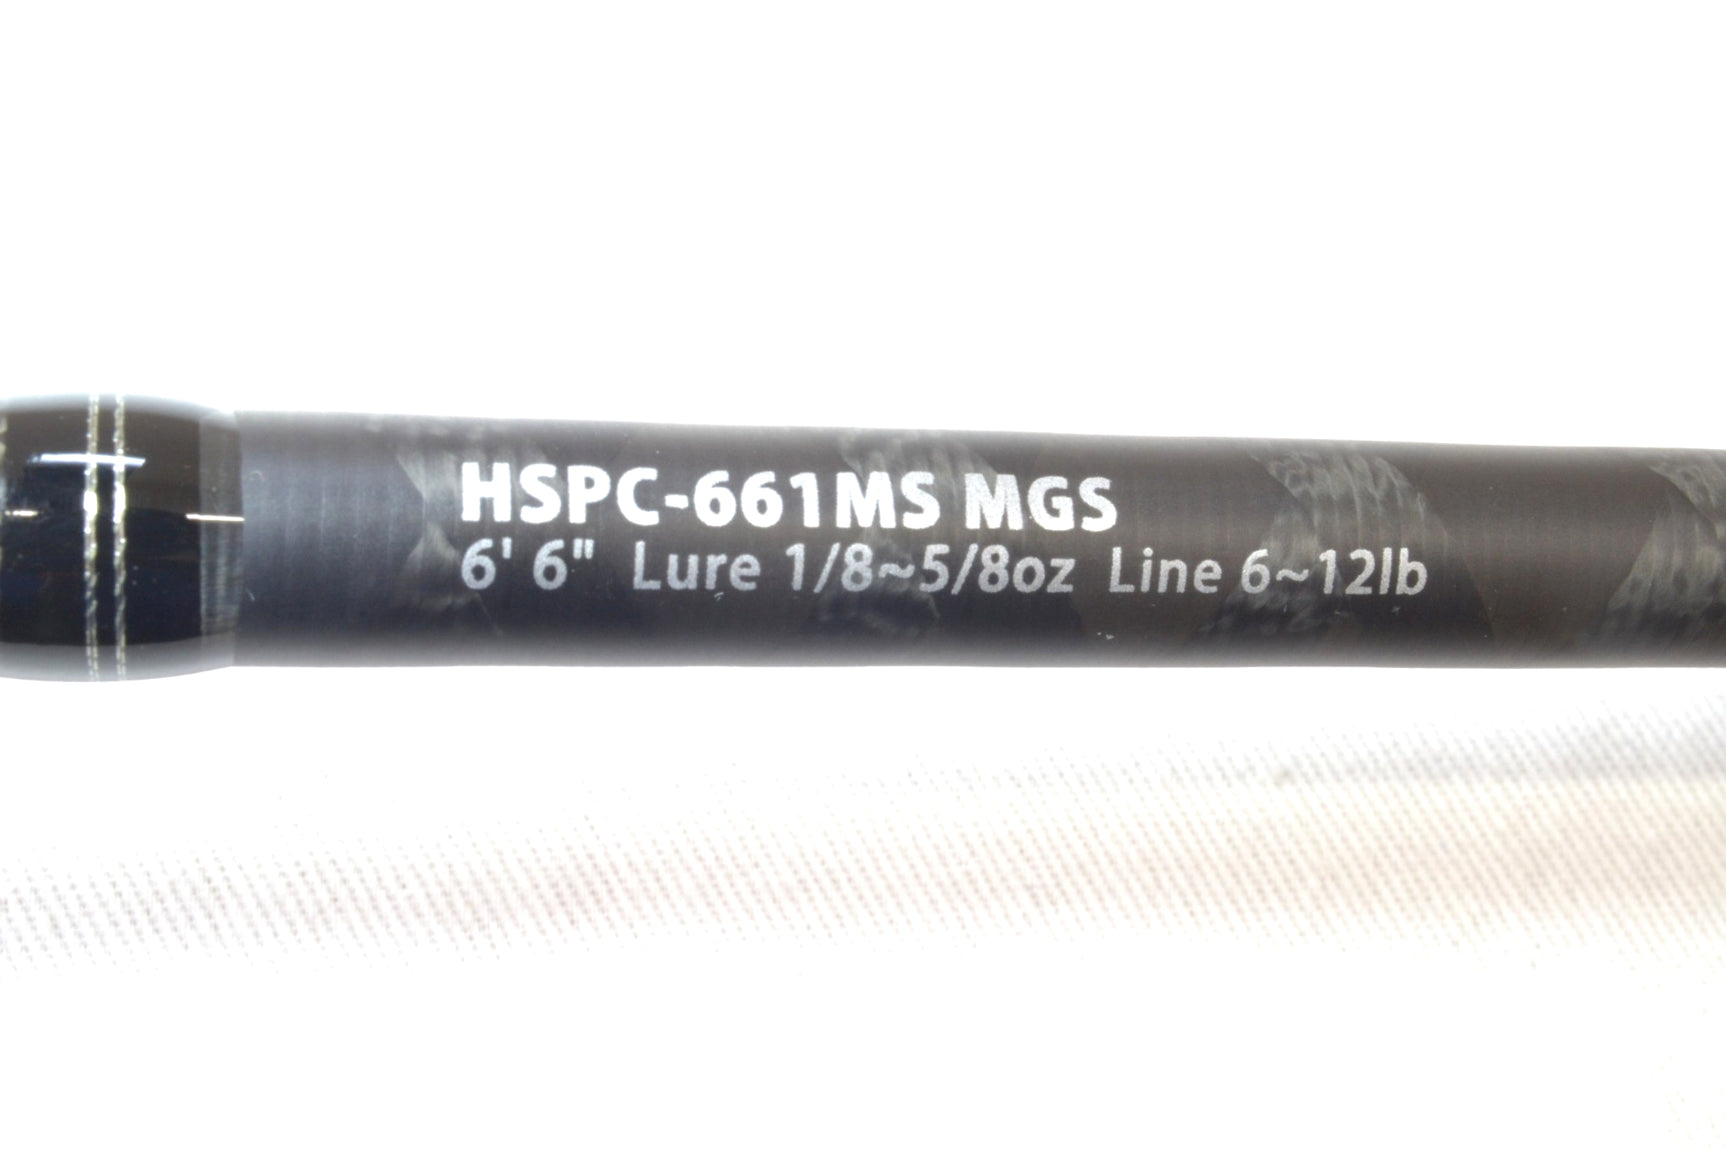 HSPC-661MS MGS
6' 6" Lure 1/8~5/8oz Line 6~12lb